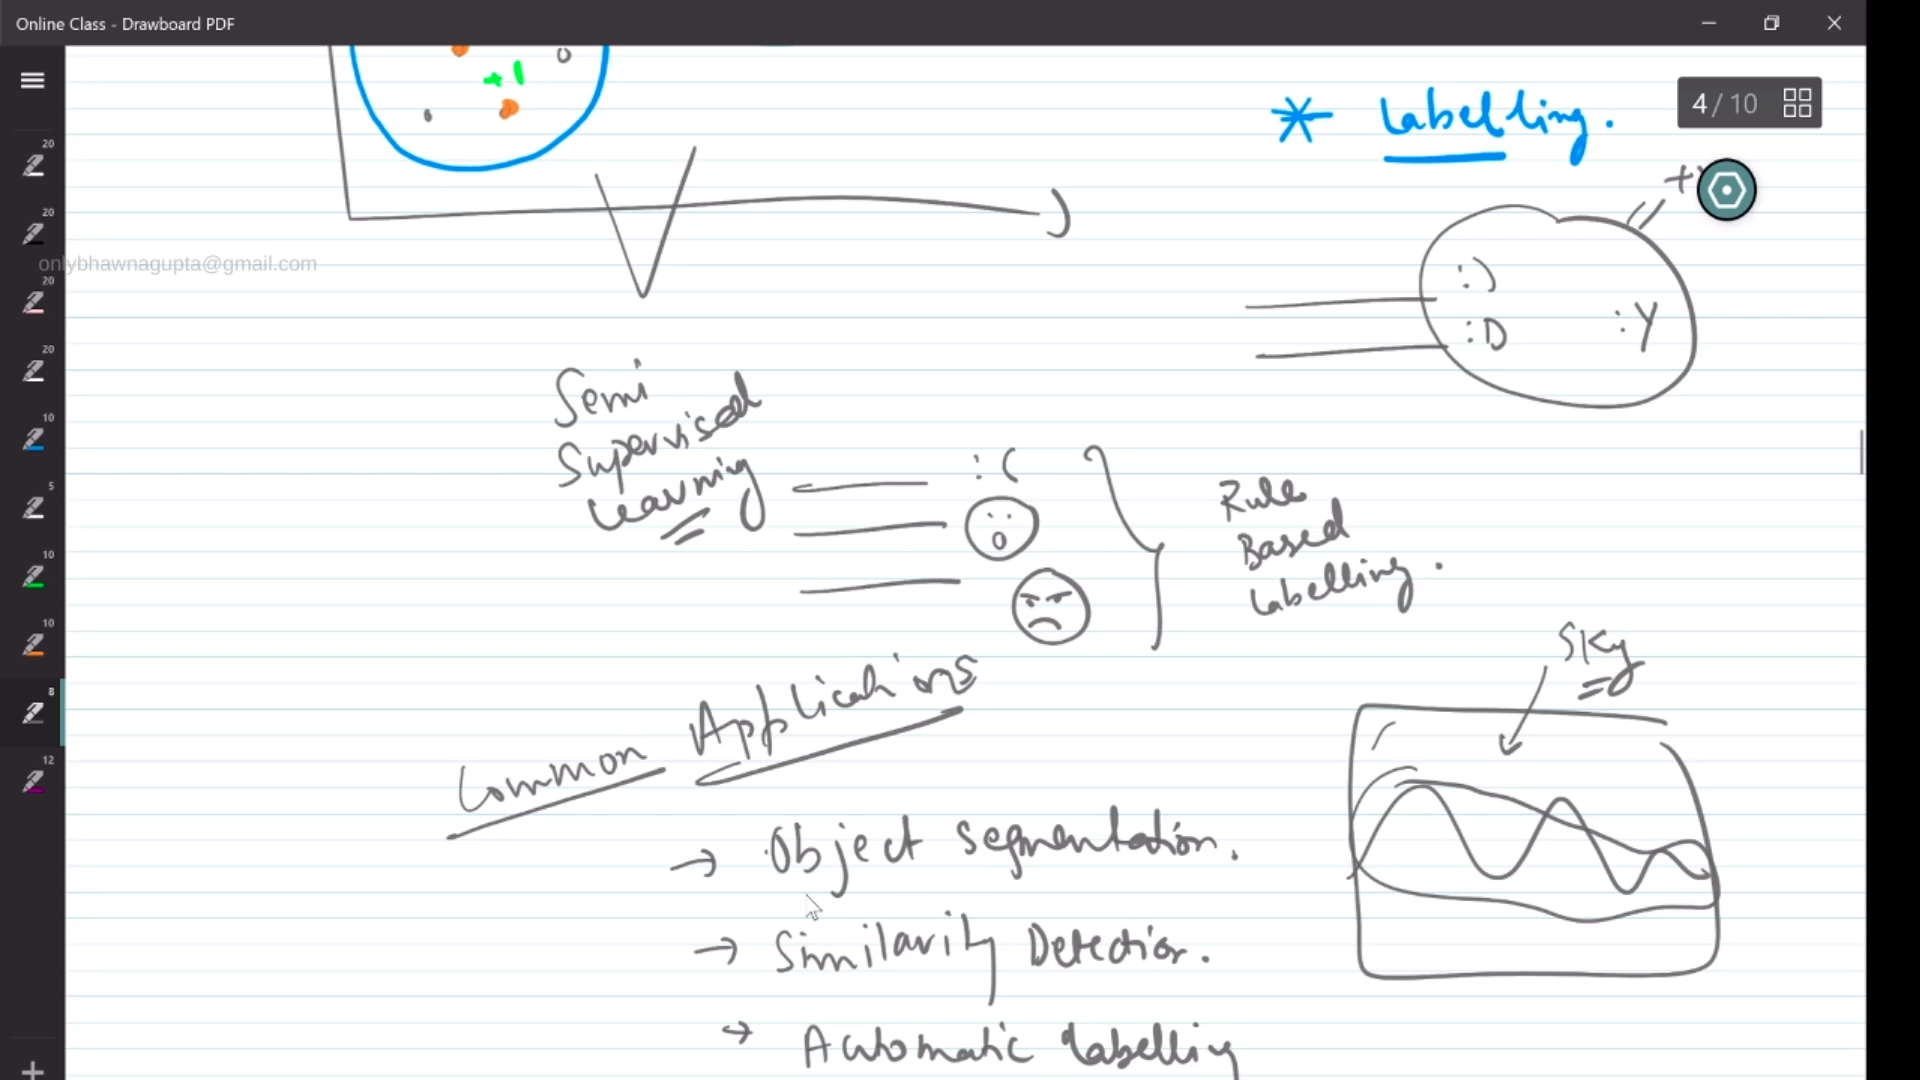 Online Class - Drawboard PDF
4 / 10
* Labelling.
+
20
20
onlybhawnagupta@gmail.com
20
20
10
5
10
10
8
12
:)
:D
:Y
Semi
Supervised
Learning
:(
Rule
Based
Labelling.
Sky
Common Applications
→ Object segmentation.
→ Similarity Detection.
→ Automatic labelling